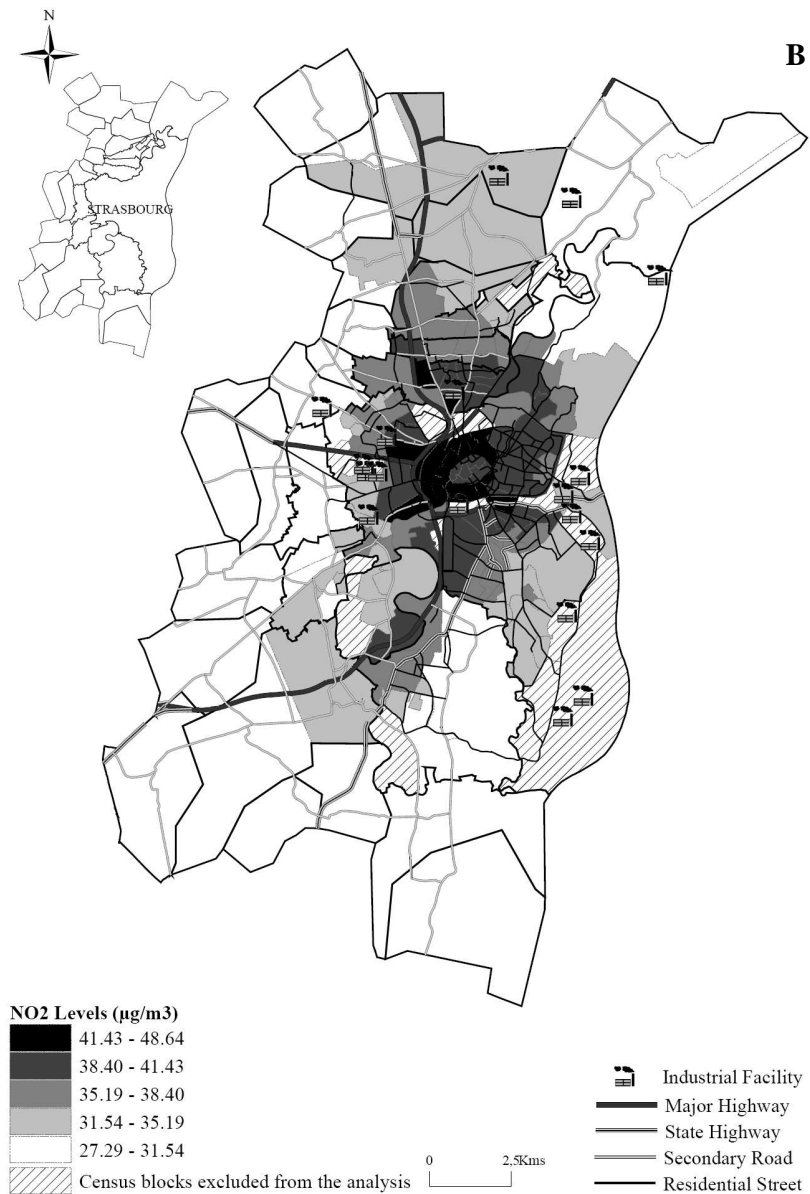 N
B
STRASBOURG
NO2 Levels (µg/m3)
41.43 - 48.64
38.40 - 41.43
35.19 - 38.40
31.54 - 35.19
27.29 - 31.54
Census blocks excluded from the analysis
0 2.5Kms
Industrial Facility
Major Highway
State Highway
Secondary Road
Residential Street